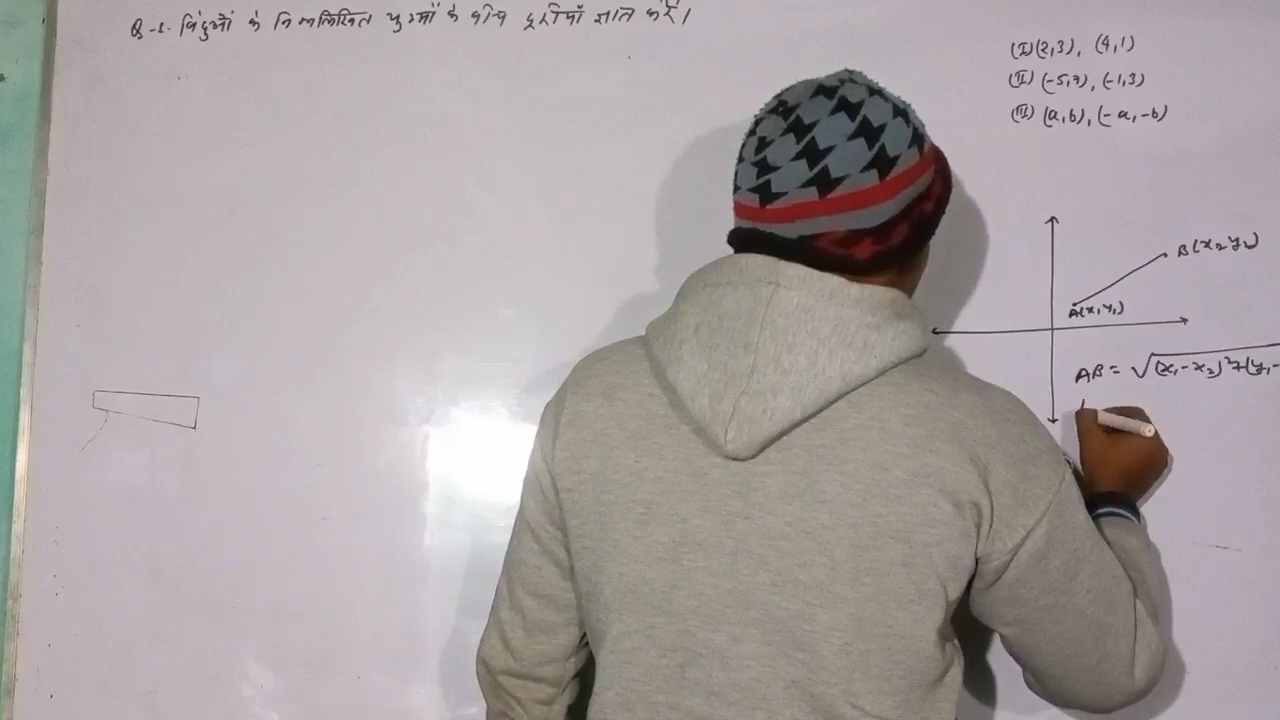 Q-1. बिंदुओं के निम्नलिखित युग्मों के बीच दूरीयाँ ज्ञात करें।
(I) (2,3), (4,1)
(II) (-5,7), (-1,3)
(III) (a,b), (-a,-b)
B(x₂ y₂)
A(x₁ y₁)
AB = √(x₁-x₂)²+(y₁-